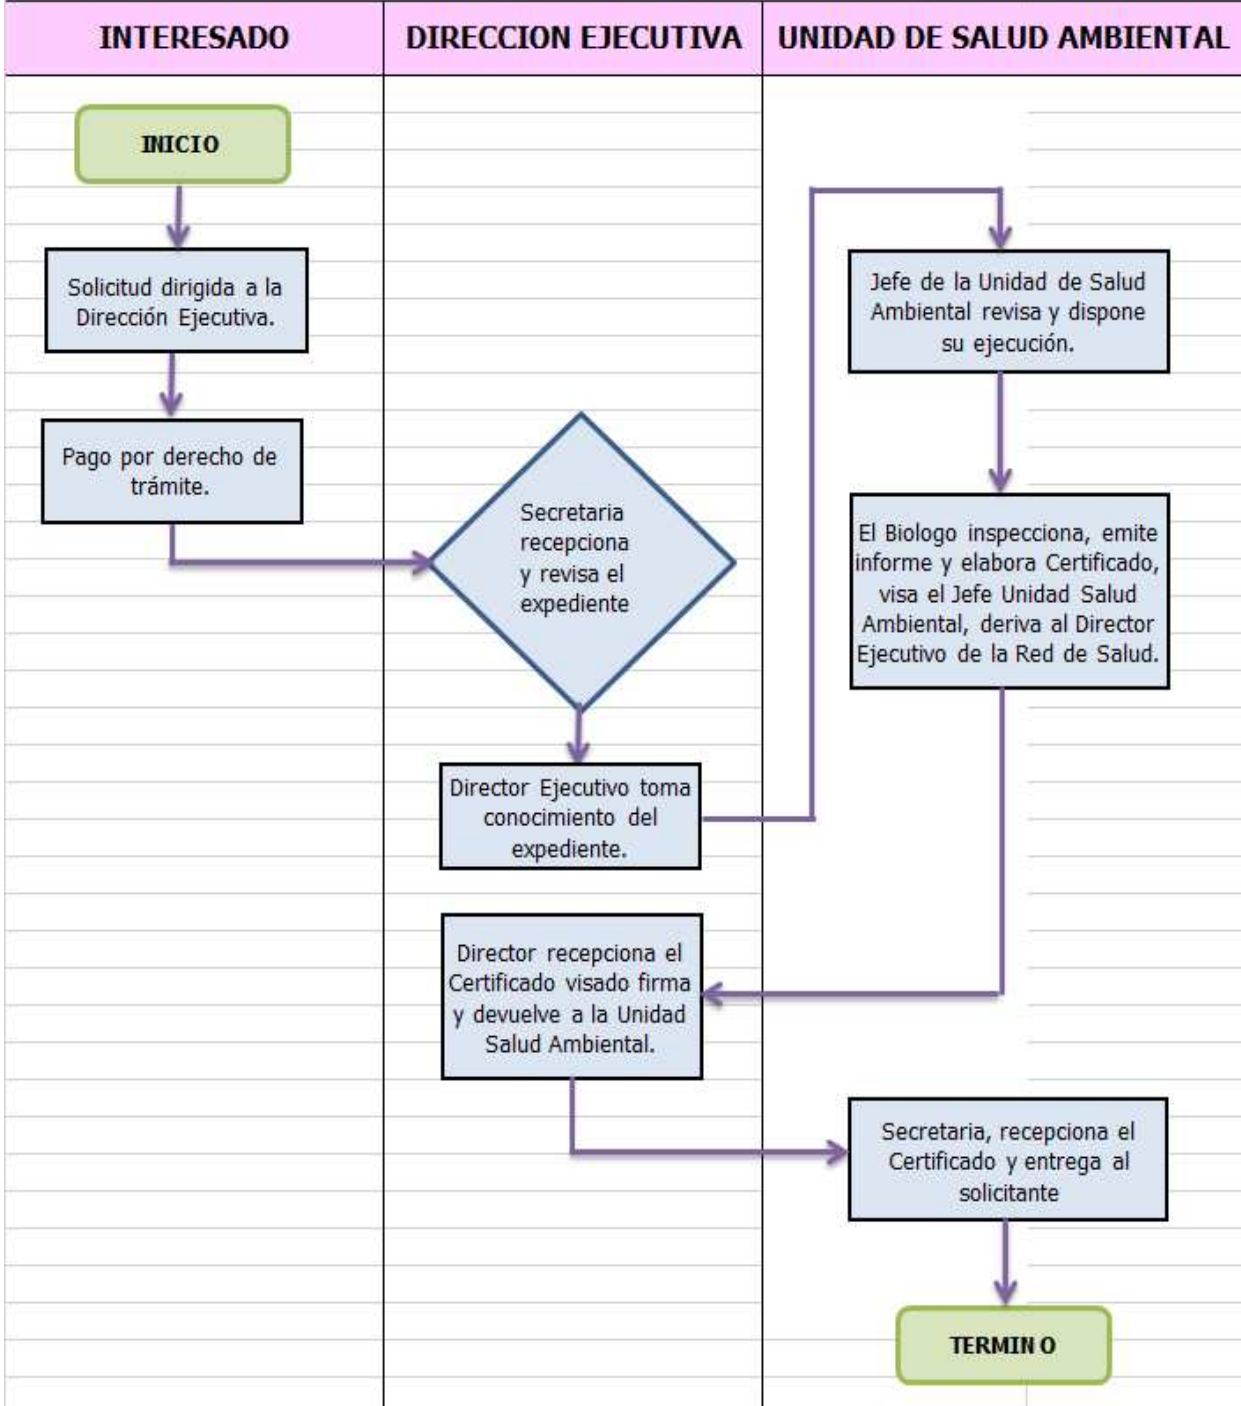 INTERESADO
DIRECCION EJECUTIVA
UNIDAD DE SALUD AMBIENTAL
INICIO
Solicitud dirigida a la
Dirección Ejecutiva.
Pago por derecho de
trámite.
Secretaria
recepciona
y revisa el
expediente
Director Ejecutivo toma
conocimiento del
expediente.
Jefe de la Unidad de Salud
Ambiental revisa y dispone
su ejecución.
El Biologo inspecciona, emite
informe y elabora Certificado,
visa el Jefe Unidad Salud
Ambiental, deriva al Director
Ejecutivo de la Red de Salud.
Director recepciona el
Certificado visado firma
y devuelve a la Unidad
Salud Ambiental.
Secretaria, recepciona el
Certificado y entrega al
solicitante
TERMINO